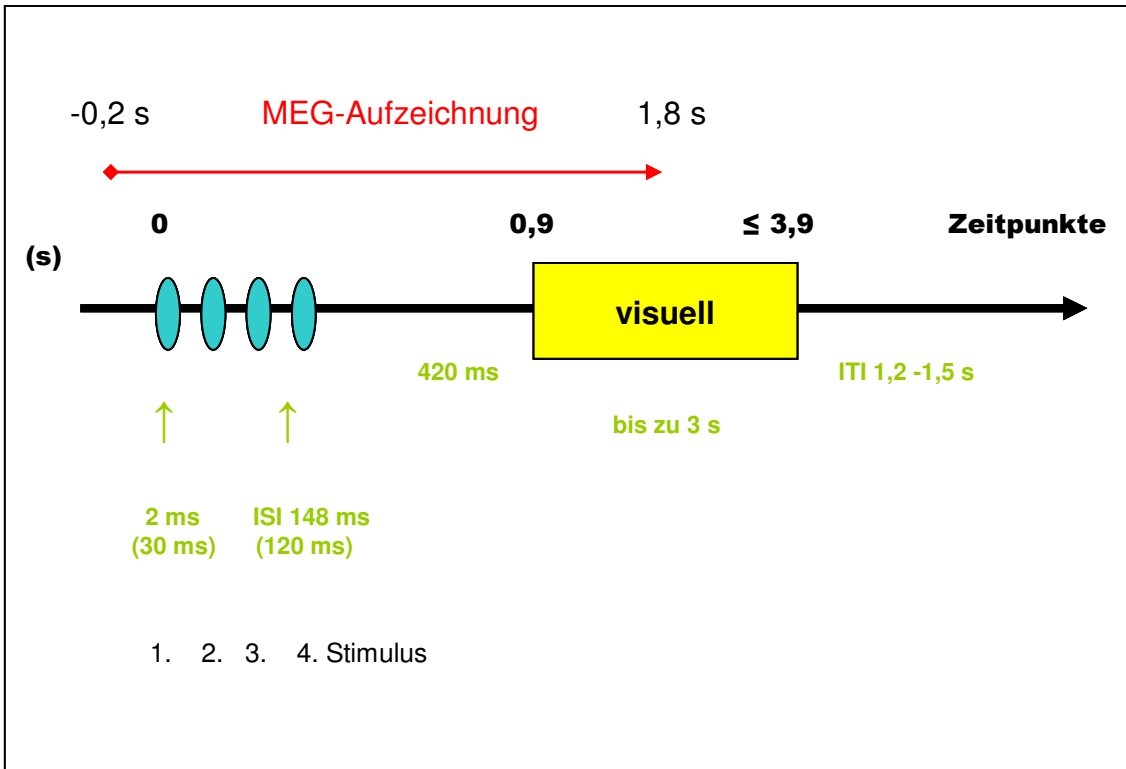 -0,2 s MEG-Aufzeichnung 1,8 s
0 0,9 ≤ 3,9 Zeitpunkte
(s)
visuell
420 ms ITI 1,2 -1,5 s
↑ ↑ bis zu 3 s
2 ms ISI 148 ms
(30 ms) (120 ms)
1. 2. 3. 4. Stimulus